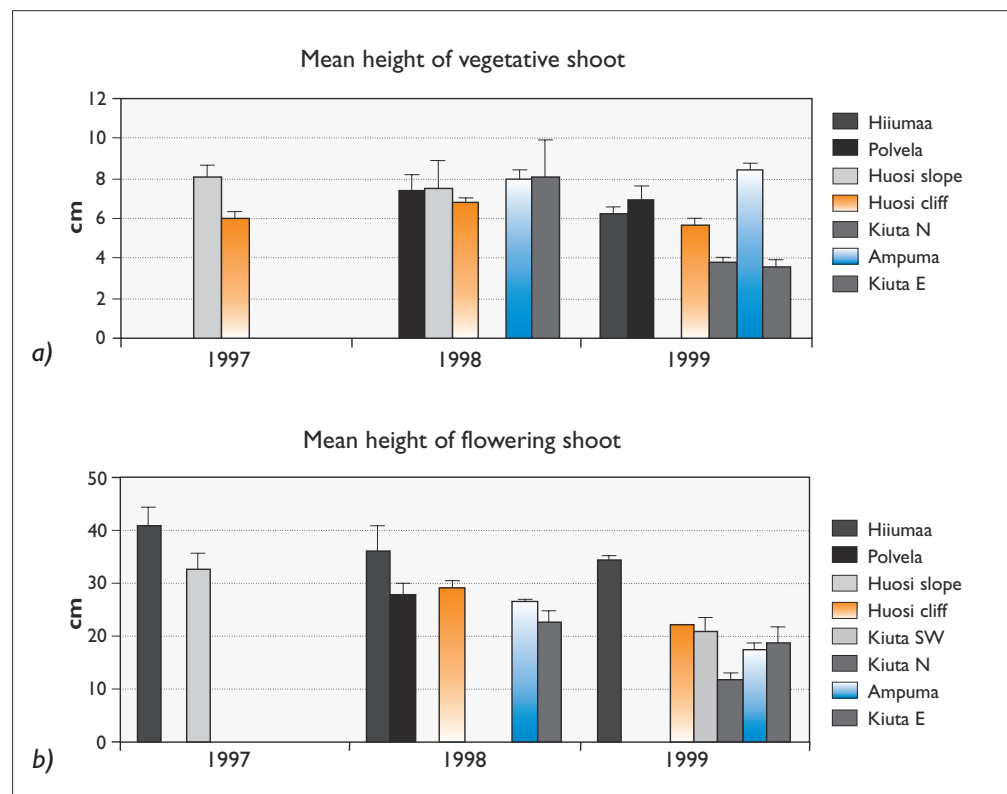 Mean height of vegetative shoot
12
10
8
6
4
2
0
cm
1997
1998
1999
Hiiumaa
Polvela
Huosi slope
Huosi cliff
Kiuta N
Ampuma
Kiuta E
a)
Mean height of flowering shoot
50
40
30
20
10
0
cm
1997
1998
1999
Hiiumaa
Polvela
Huosi slope
Huosi cliff
Kiuta SW
Kiuta N
Ampuma
Kiuta E
b)